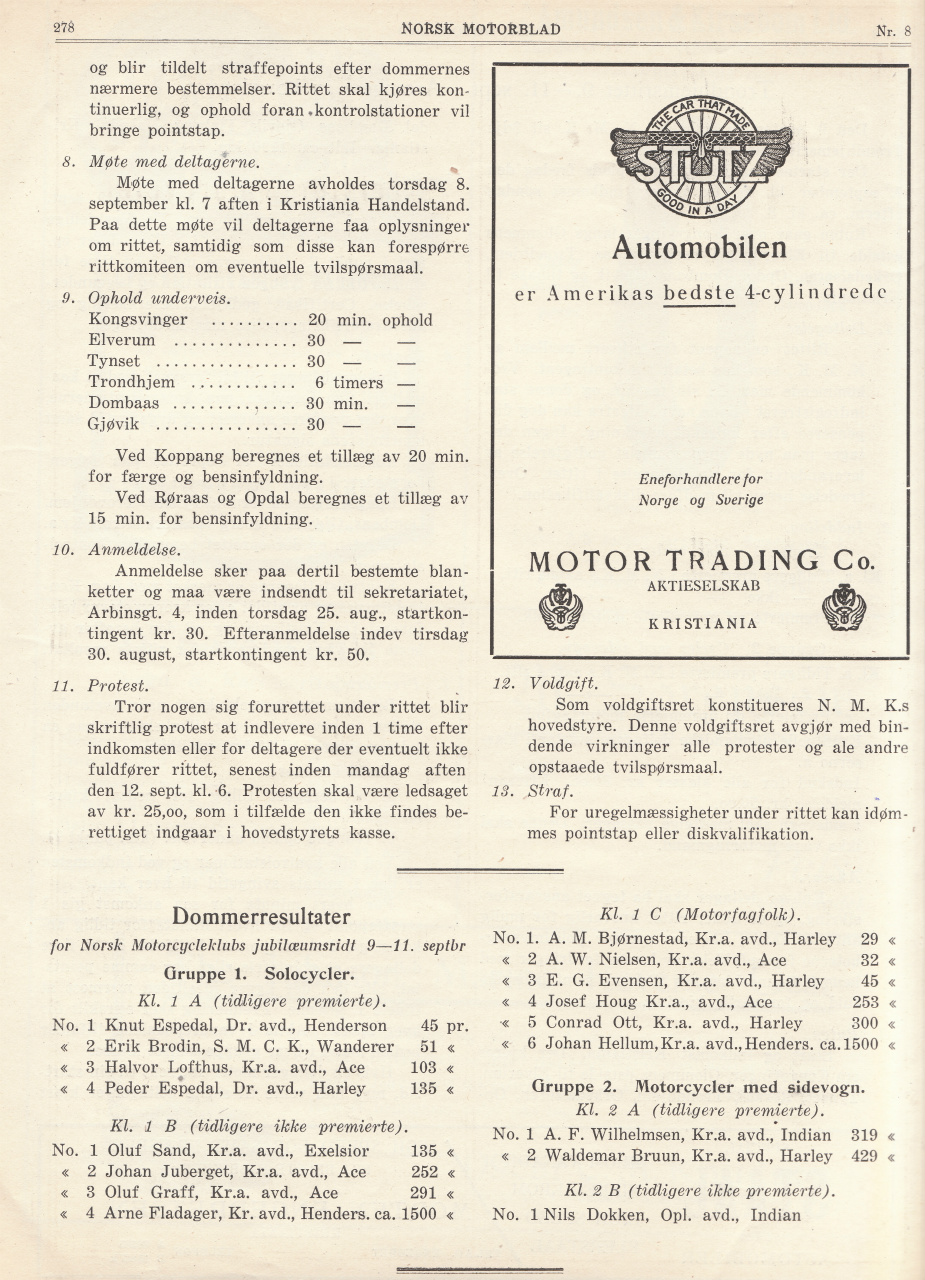 278
NORSK MOTORBLAD
Nr. 8
og blir tildelt straffepoints efter dommernes
nærmere bestemmelser. Rittet skal kjøres kon-
tinuerlig, og ophold foran kontrolstationer vil
bringe pointstap.
8. Møte med deltagerne.
Møte med deltagerne avholdes torsdag 8.
september kl. 7 aften i Kristiania Handelstand.
Paa dette møte vil deltagerne faa oplysninger
om rittet, samtidig som disse kan forespørre
rittkomiteen om eventuelle tvilspørsmaal.
9. Ophold underveis.
Kongsvinger .......... 20 min. ophold
Elverum .............. 30 — —
Tynset ................ 30 — —
Trondhjem ............ 6 timers —
Dombaas .............. 30 min. —
Gjøvik ................ 30 — —
Ved Koppang beregnes et tillæg av 20 min.
for færge og bensinfyldning.
Ved Røraas og Opdal beregnes et tillæg av
15 min. for bensinfyldning.
10. Anmeldelse.
Anmeldelse sker paa dertil bestemte blan-
ketter og maa være indsendt til sekretariatet,
Arbinsgt. 4, inden torsdag 25. aug., startkon-
tingent kr. 30. Efteranmeldelse indev tirsdag
30. august, startkontingent kr. 50.
11. Protest.
Tror nogen sig forurettet under rittet blir
skriftlig protest at indlevere inden 1 time efter
indkomsten eller for deltagere der eventuelt ikke
fuldfører rittet, senest inden mandag aften
den 12. sept. kl. 6. Protesten skal være ledsaget
av kr. 25,oo, som i tilfælde den ikke findes be-
rettiget indgaar i hovedstyrets kasse.
THE CAR THAT MADE
STUTZ
GOOD IN A DAY
Automobilen
er Amerikas bedste 4-cylindrede
Eneforhandlere for
Norge og Sverige
MOTOR TRADING Co.
AKTIESELSKAB
KRISTIANIA
12. Voldgift.
Som voldgiftsret konstitueres N. M. K.s
hovedstyre. Denne voldgiftsret avgjør med bin-
dende virkninger alle protester og ale andre
opstaaede tvilspørsmaal.
13. Straf.
For uregelmæssigheter under rittet kan idøm-
mes pointstap eller diskvalifikation.
Dommerresultater
for Norsk Motorcycleklubs jubilæumsridt 9—11. septbr
Gruppe 1. Solocycler.
Kl. 1 A (tidligere premierte).
No. 1 Knut Espedal, Dr. avd., Henderson 45 pr.
« 2 Erik Brodin, S. M. C. K., Wanderer 51 «
« 3 Halvor Lofthus, Kr.a. avd., Ace 103 «
« 4 Peder Espedal, Dr. avd., Harley 135 «
Kl. 1 B (tidligere ikke premierte).
No. 1 Oluf Sand, Kr.a. avd., Exelsior 135 «
« 2 Johan Juberget, Kr.a. avd., Ace 252 «
« 3 Oluf Graff, Kr.a. avd., Ace 291 «
« 4 Arne Fladager, Kr. avd., Henders. ca. 1500 «
Kl. 1 C (Motorfagfolk).
No. 1. A. M. Bjørnestad, Kr.a. avd., Harley 29 «
« 2 A. W. Nielsen, Kr.a. avd., Ace 32 «
« 3 E. G. Evensen, Kr.a. avd., Harley 45 «
« 4 Josef Houg Kr.a., avd., Ace 253 «
« 5 Conrad Ott, Kr.a. avd., Harley 300 «
« 6 Johan Hellum, Kr.a. avd., Henders. ca. 1500 «
Gruppe 2. Motorcycler med sidevogn.
Kl. 2 A (tidligere premierte).
No. 1 A. F. Wilhelmsen, Kr.a. avd., Indian 319 «
« 2 Waldemar Bruun, Kr.a. avd., Harley 429 «
Kl. 2 B (tidligere ikke premierte).
No. 1 Nils Dokken, Opl. avd., Indian